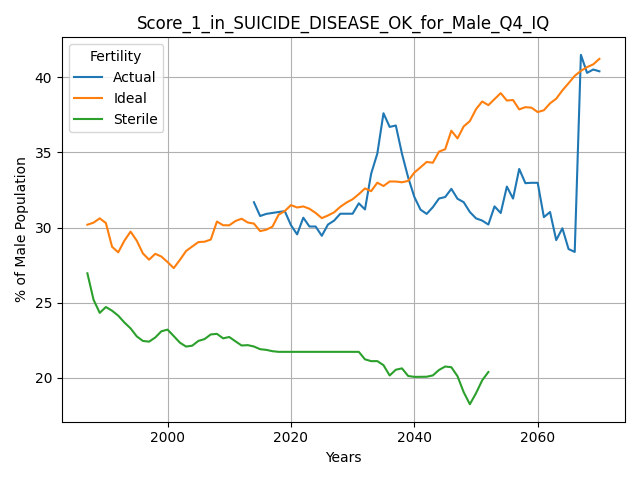 Score_1_in_SUICIDE_DISEASE_OK_for_Male_Q4_IQ
Fertility
Actual
Ideal
Sterile
% of Male Population
40
35
30
25
20
2000
2020
2040
2060
Years